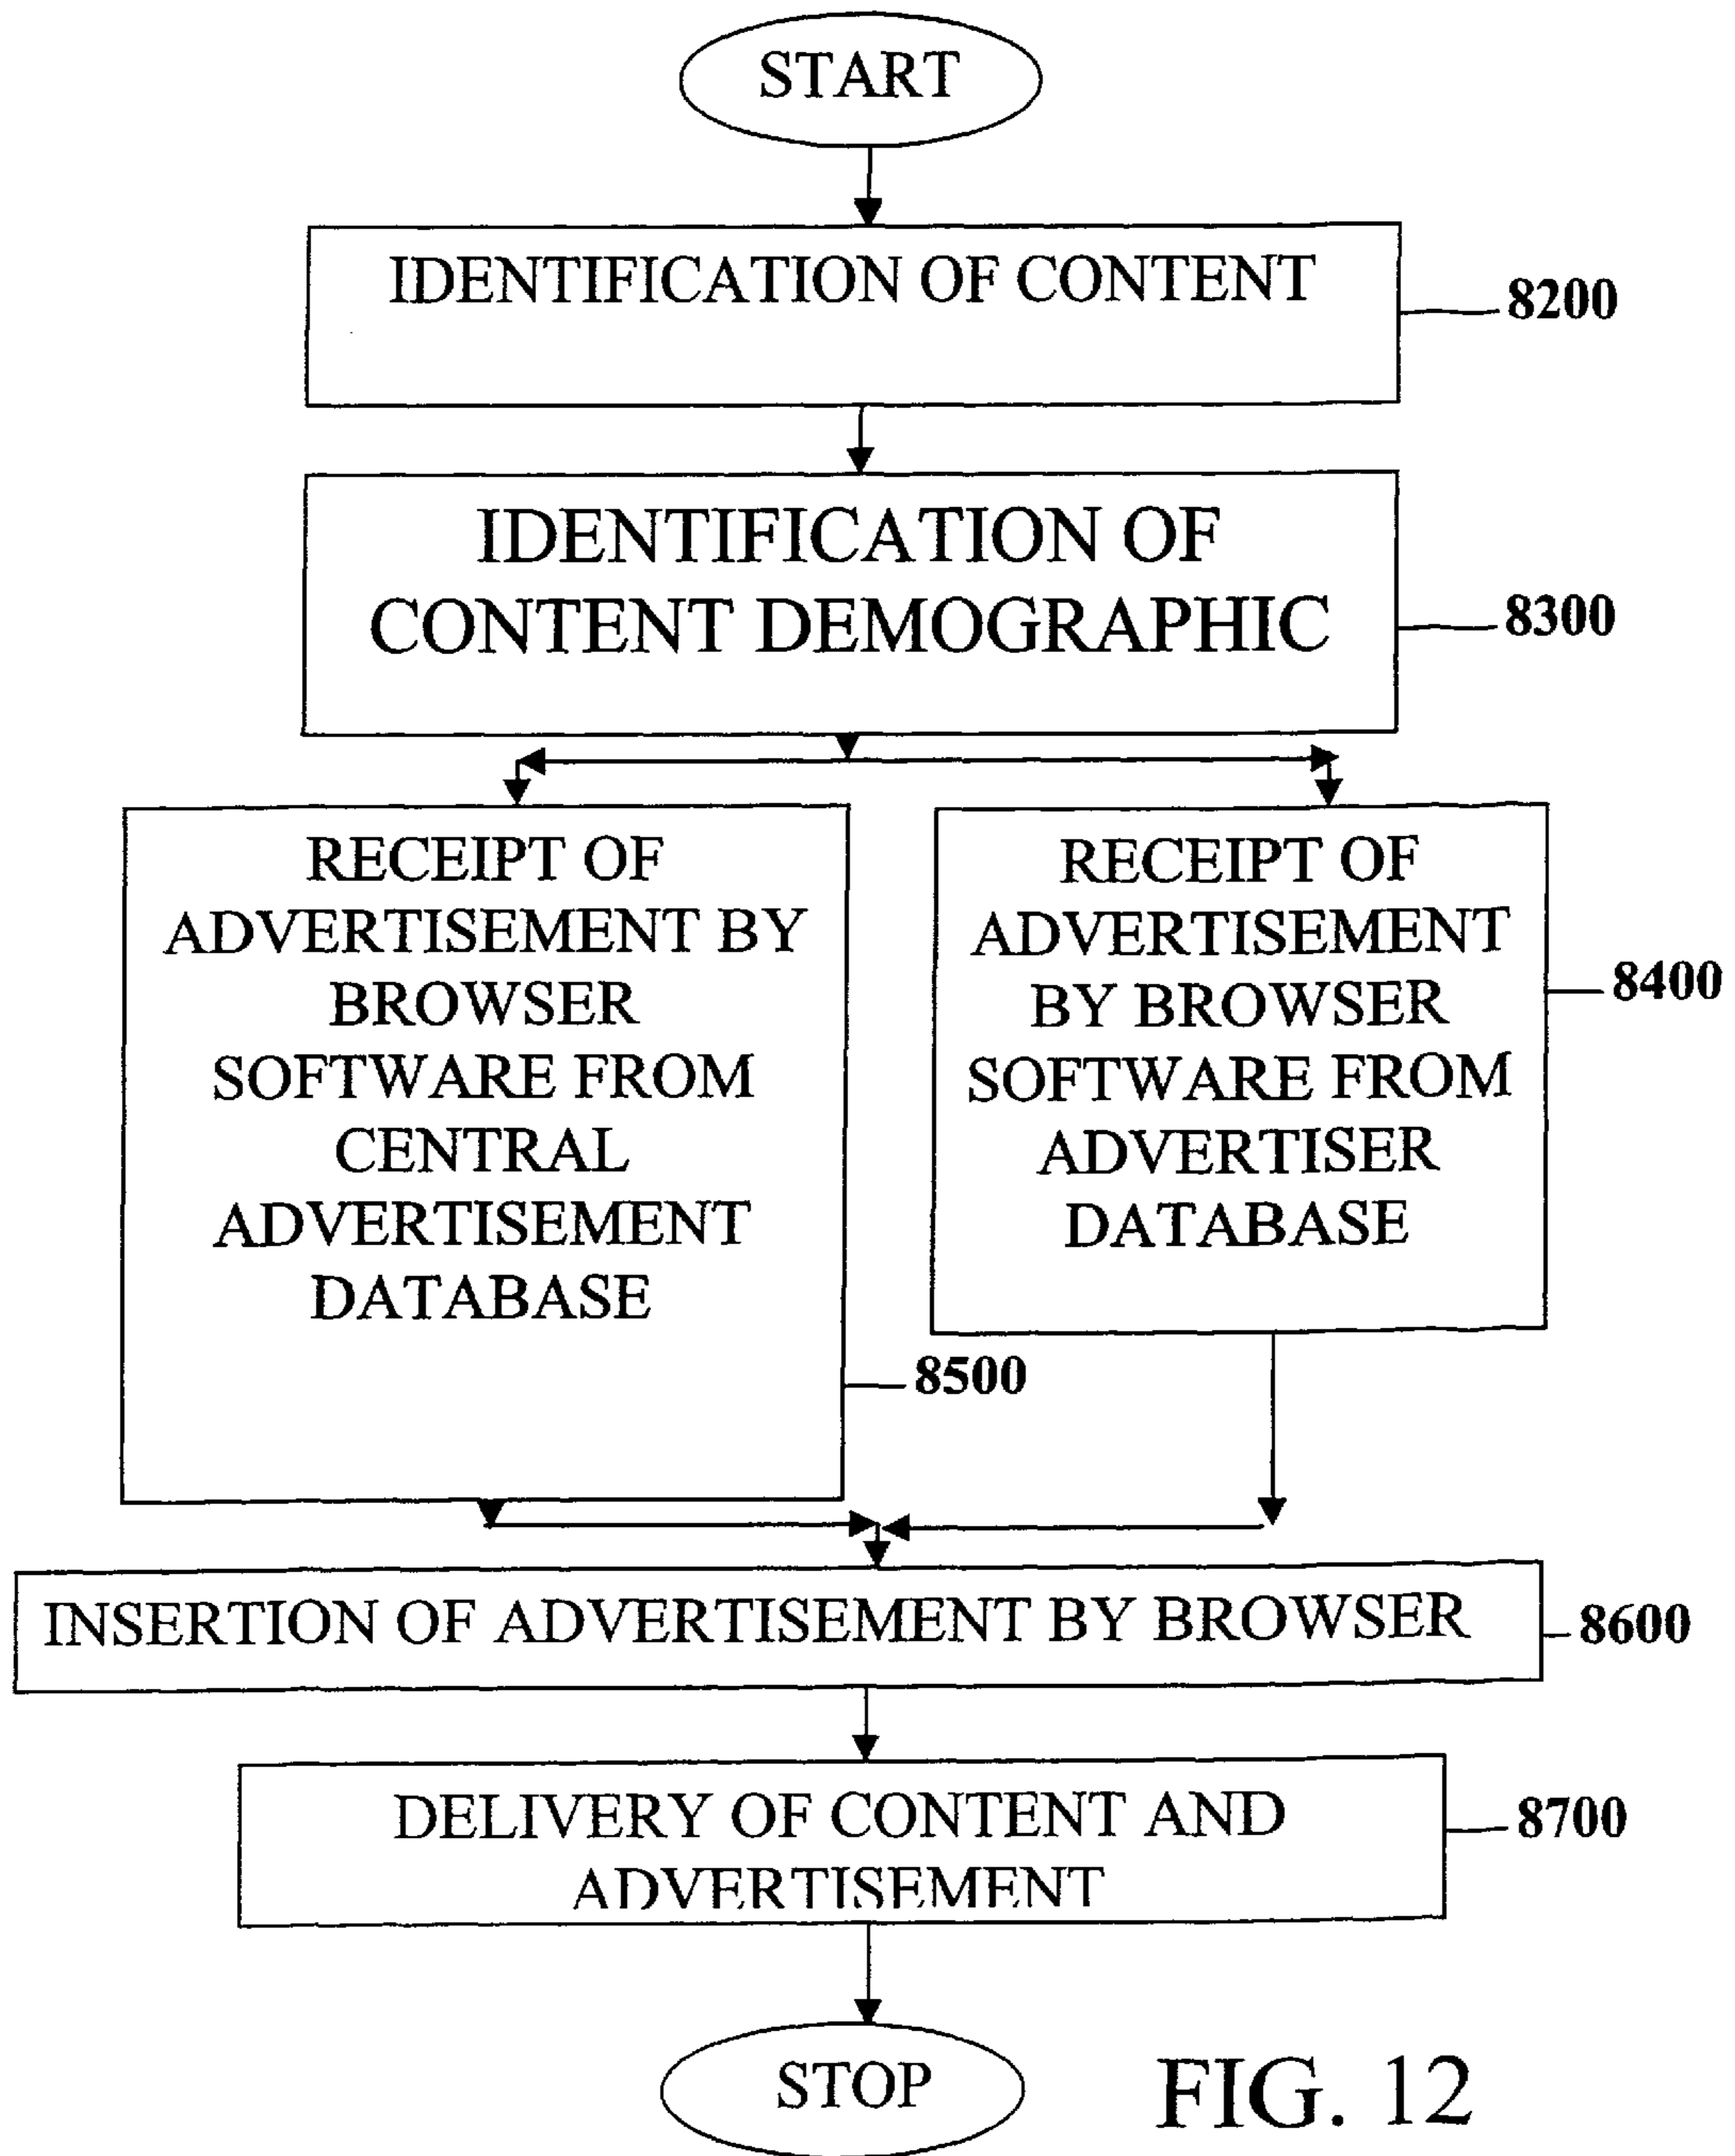 START
IDENTIFICATION OF CONTENT
8200
IDENTIFICATION OF
CONTENT DEMOGRAPHIC
8300
RECEIPT OF
ADVERTISEMENT BY
BROWSER
SOFTWARE FROM
CENTRAL
ADVERTISEMENT
DATABASE
8500
RECEIPT OF
ADVERTISEMENT
BY BROWSER
SOFTWARE FROM
ADVERTISER
DATABASE
8400
INSERTION OF ADVERTISEMENT BY BROWSER
8600
DELIVERY OF CONTENT AND
ADVERTISEMENT
8700
STOP
FIG. 12